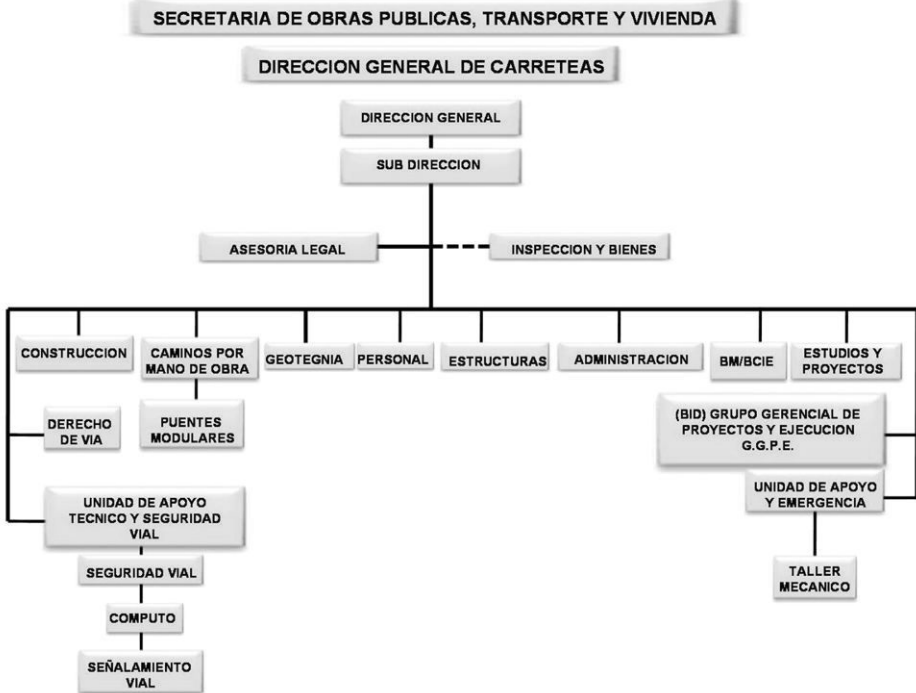 SECRETARIA DE OBRAS PUBLICAS, TRANSPORTE Y VIVIENDA
DIRECCION GENERAL DE CARRETEAS
DIRECCION GENERAL
SUB DIRECCION
ASESORIA LEGAL
INSPECCION Y BIENES
CONSTRUCCION
CAMINOS POR
MANO DE OBRA
GEOTEGNIA
PERSONAL
ESTRUCTURAS
ADMINISTRACION
BM/BCIE
ESTUDIOS Y
PROYECTOS
DERECHO
DE VIA
PUENTES
MODULARES
(BID) GRUPO GERENCIAL DE
PROYECTOS Y EJECUCION
G.G.P.E.
UNIDAD DE APOYO
TECNICO Y SEGURIDAD
VIAL
UNIDAD DE APOYO
Y EMERGENCIA
SEGURIDAD VIAL
TALLER
MECANICO
COMPUTO
SEÑALAMIENTO
VIAL